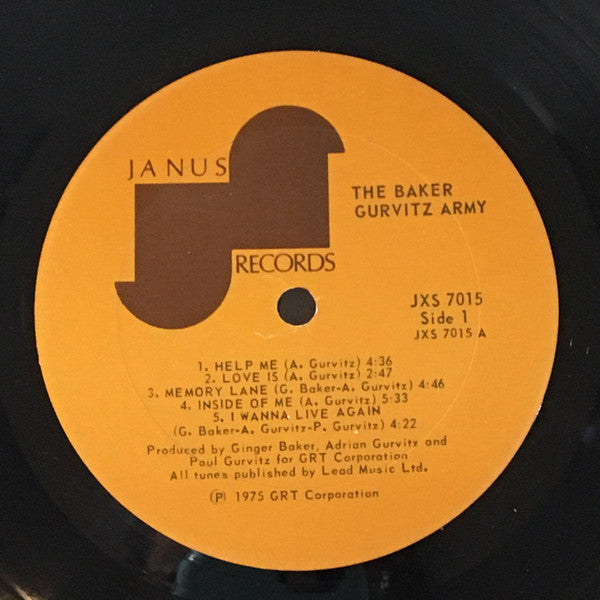 JANUS
RECORDS
THE BAKER
GURVITZ ARMY
JXS 7015
Side 1
JXS 7015 A
1. HELP ME (A. Gurvitz) 4:36
2. LOVE IS (A. Gurvitz) 2:47
3. MEMORY LANE (G. Baker-A. Gurvitz) 4:46
4. INSIDE OF ME (A. Gurvitz) 5:33
5. I WANNA LIVE AGAIN
(G. Baker-A. Gurvitz-P. Gurvitz) 4:22
Produced by Ginger Baker, Adrian Gurvitz and
Paul Gurvitz for GRT Corporation
All tunes published by Lead Music Ltd.
℗ 1975 GRT Corporation